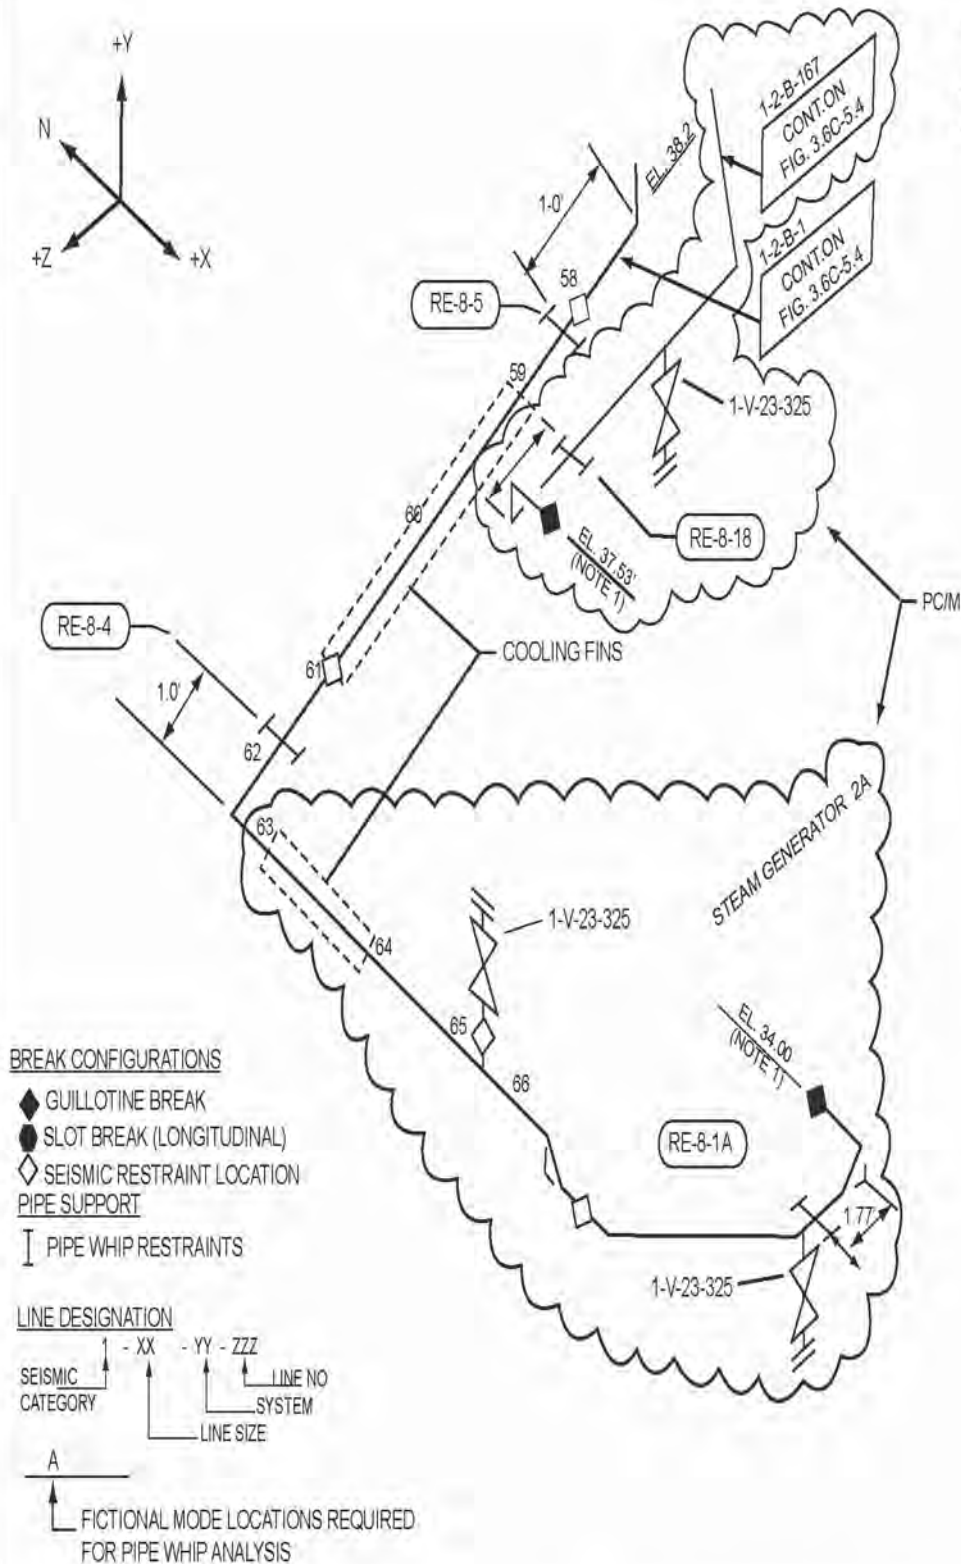 +Y
N
+Z
+X
1-2-B-167
CONT.ON
FIG. 3.6C-5.4
EL. 38.2
1-0'
1-2-B-1
CONT.ON
FIG. 3.6C-5.4
58
RE-8-5
59
1-V-23-325
60
RE-8-18
EL. 37.53'
(NOTE 1)
PC/M
RE-8-4
COOLING FINS
61
1.0'
62
63
STEAM GENERATOR 2A
64
1-V-23-325
65
66
EL. 34.00
(NOTE 1)
RE-8-1A
1.77'
1-V-23-325
BREAK CONFIGURATIONS
GUILLOTINE BREAK
SLOT BREAK (LONGITUDINAL)
SEISMIC RESTRAINT LOCATION
PIPE SUPPORT
PIPE WHIP RESTRAINTS
LINE DESIGNATION
1 - XX - YY - ZZZ
SEISMIC
CATEGORY
LINE NO
SYSTEM
LINE SIZE
A
FICTIONAL MODE LOCATIONS REQUIRED
FOR PIPE WHIP ANALYSIS